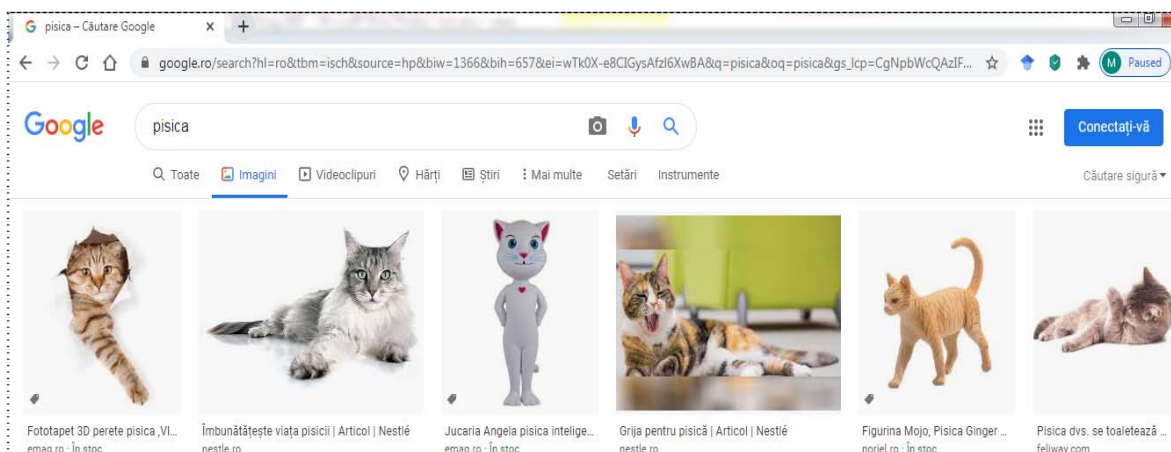 pisica – Căutare Google
google.ro/search?hl=ro&tbm=isch&source=hp&biw=1366&bih=657&ei=wTk0X-e8CIGysAfzI6XwBA&q=pisica&oq=pisica&gs_lcp=CgNpbWcQAzIF...
M Paused
Google
pisica
Conectați-vă
Toate Imagini Videoclipuri Hărți Știri Mai multe Setări Instrumente
Căutare sigură
Fototapet 3D perete pisica ,VI...
emag.ro · În stoc
Îmbunătățește viața pisicii | Articol | Nestlé
nestle.ro
Jucaria Angela pisica intelige...
emag.ro · În stoc
Grija pentru pisică | Articol | Nestlé
nestle.ro
Figurina Mojo, Pisica Ginger ...
noriel.ro · În stoc
Pisica dvs. se toaletează ...
feliway.com